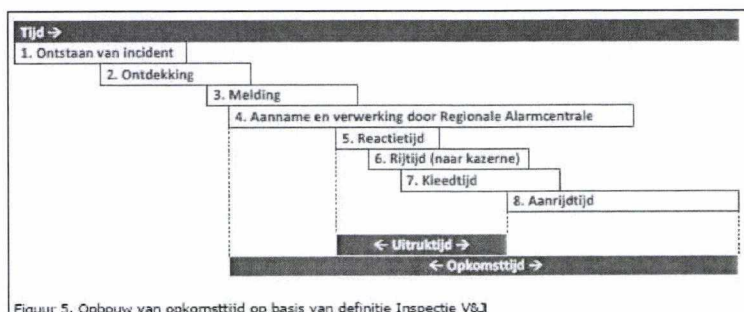 Tijd →
1. Ontstaan van incident
2. Ontdekking
3. Melding
4. Aanname en verwerking door Regionale Alarmcentrale
5. Reactietijd
6. Rijtijd (naar kazerne)
7. Kleedtijd
8. Aanrijdtijd
← Uitruktijd →
← Opkomsttijd →
Figuur 5. Opbouw van opkomsttijd op basis van definitie Inspectie V&J